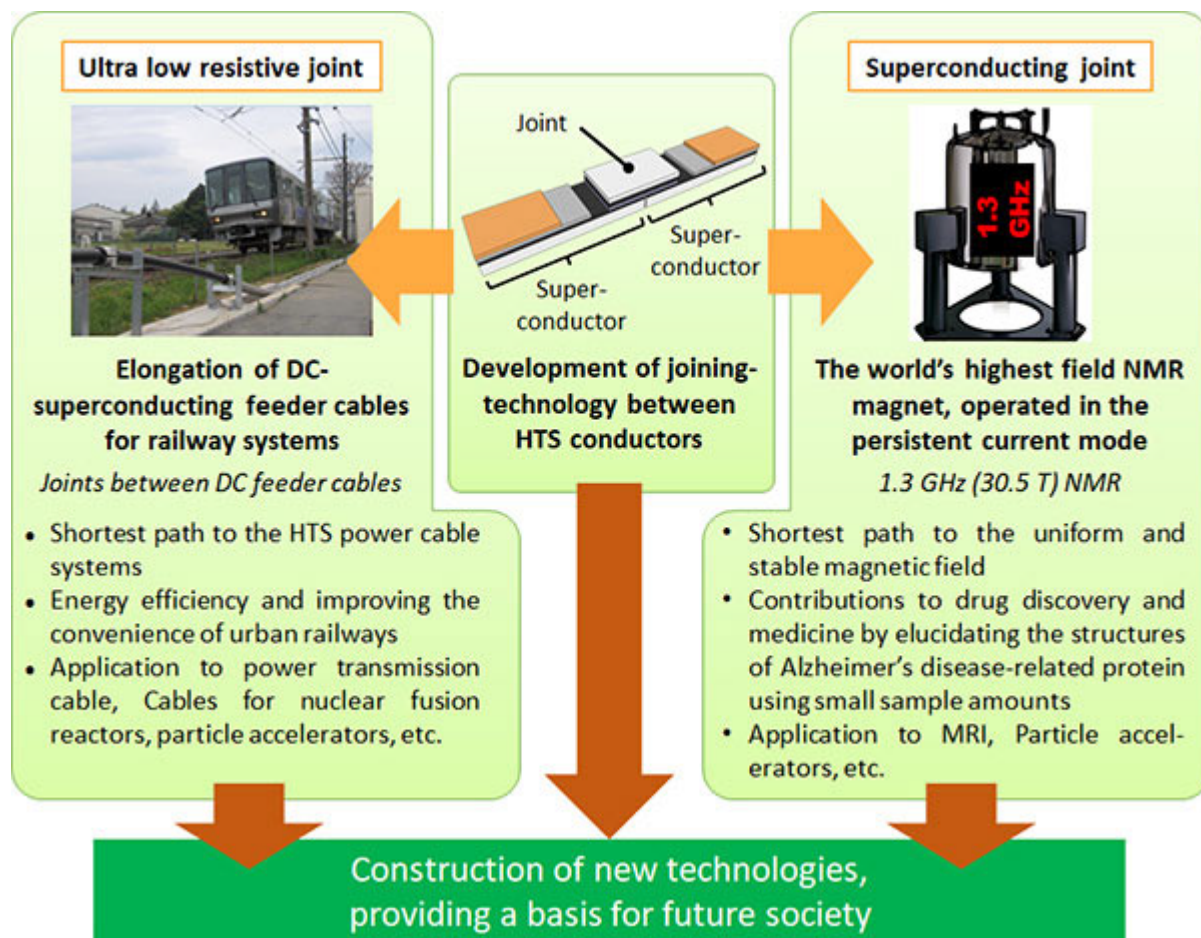 Ultra low resistive joint
Elongation of DC-
superconducting feeder cables
for railway systems
Joints between DC feeder cables
• Shortest path to the HTS power cable
systems
• Energy efficiency and improving the
convenience of urban railways
• Application to power transmission
cable, Cables for nuclear fusion
reactors, particle accelerators, etc.
Joint
Super-
conductor
Super-
conductor
Development of joining-
technology between
HTS conductors
Superconducting joint
1.3
GHz
The world's highest field NMR
magnet, operated in the
persistent current mode
1.3 GHz (30.5 T) NMR
• Shortest path to the uniform and
stable magnetic field
• Contributions to drug discovery and
medicine by elucidating the structures
of Alzheimer's disease-related protein
using small sample amounts
• Application to MRI, Particle accel-
erators, etc.
Construction of new technologies,
providing a basis for future society